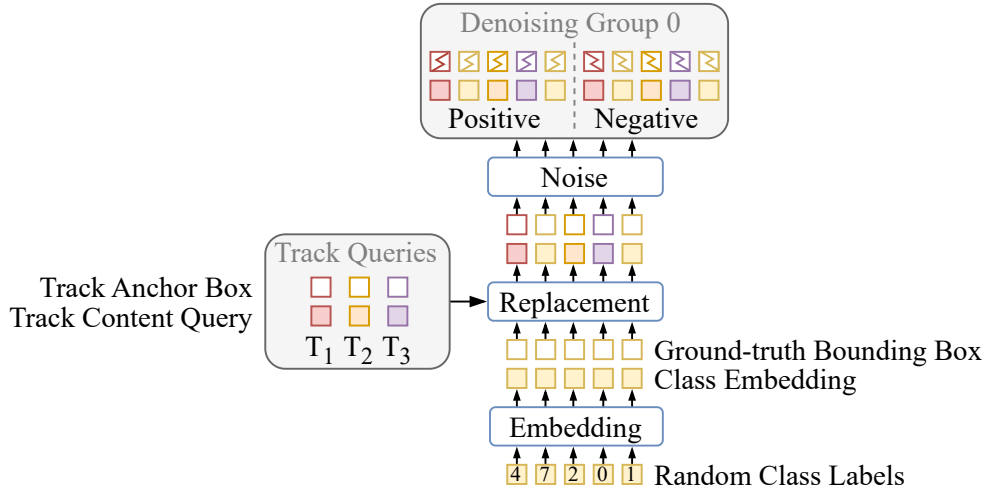 Denoising Group 0
Positive
Negative
Noise
Track Queries
Track Anchor Box
Track Content Query
T1 T2 T3
Replacement
Ground-truth Bounding Box
Class Embedding
Embedding
4 7 2 0 1
Random Class Labels